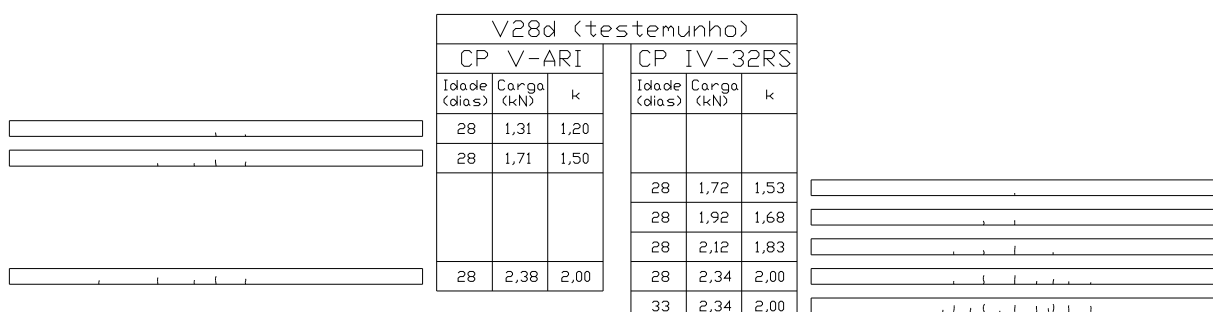 V28d (testemunho)
CP V-ARI CP IV-32RS
Idade (dias) Carga (kN) k Idade (dias) Carga (kN) k
28 1,31 1,20
28 1,71 1,50
28 1,72 1,53
28 1,92 1,68
28 2,12 1,83
28 2,38 2,00 28 2,34 2,00
33 2,34 2,00